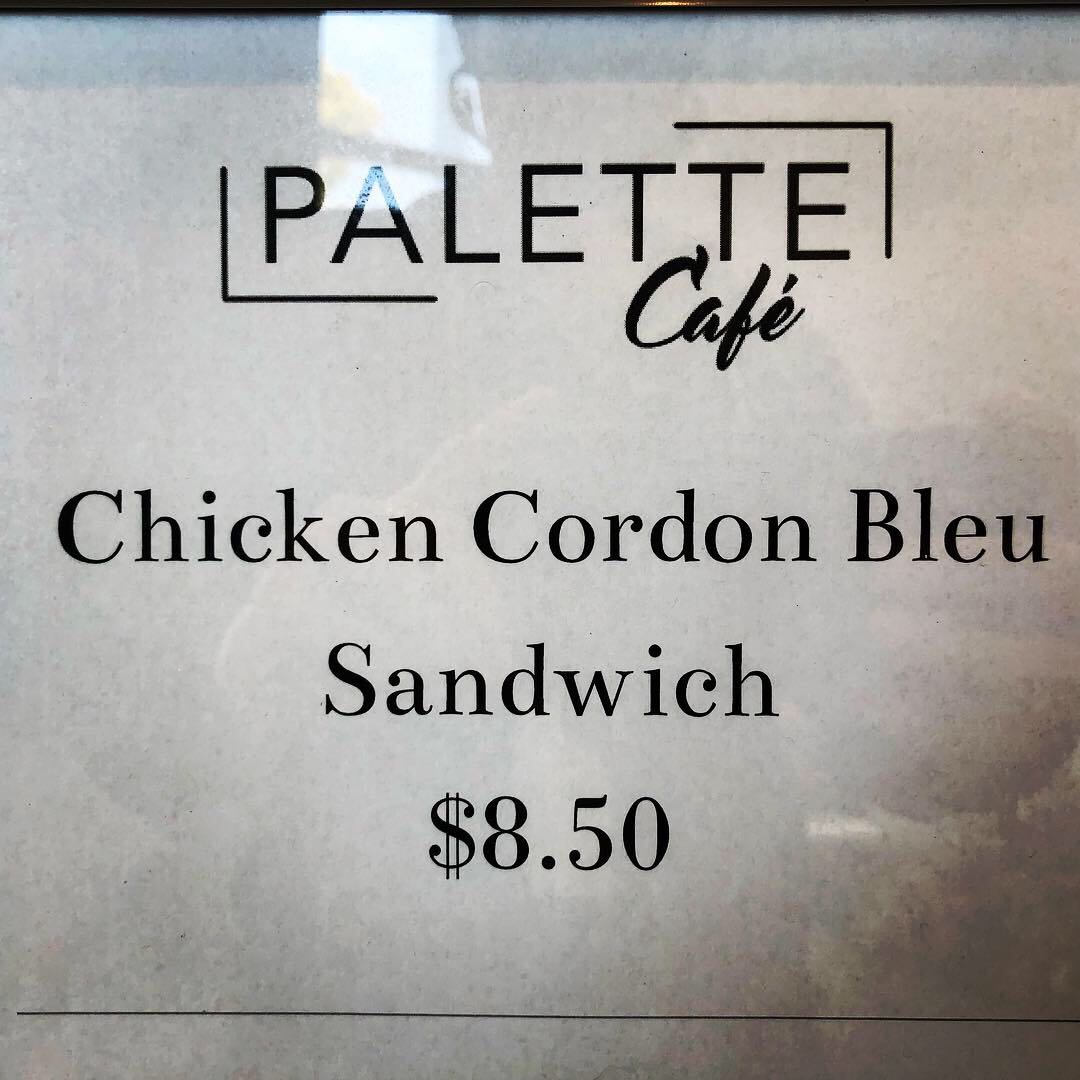 PALETTE
Café
Chicken Cordon Bleu
Sandwich
$8.50